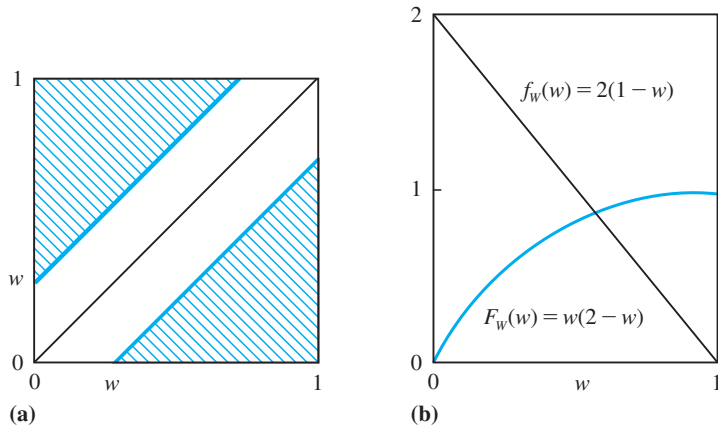 2
f_W(w) = 2(1 − w)
1
1
w
F_W(w) = w(2 − w)
0
0
0
w
1
0
w
1
(a)
(b)